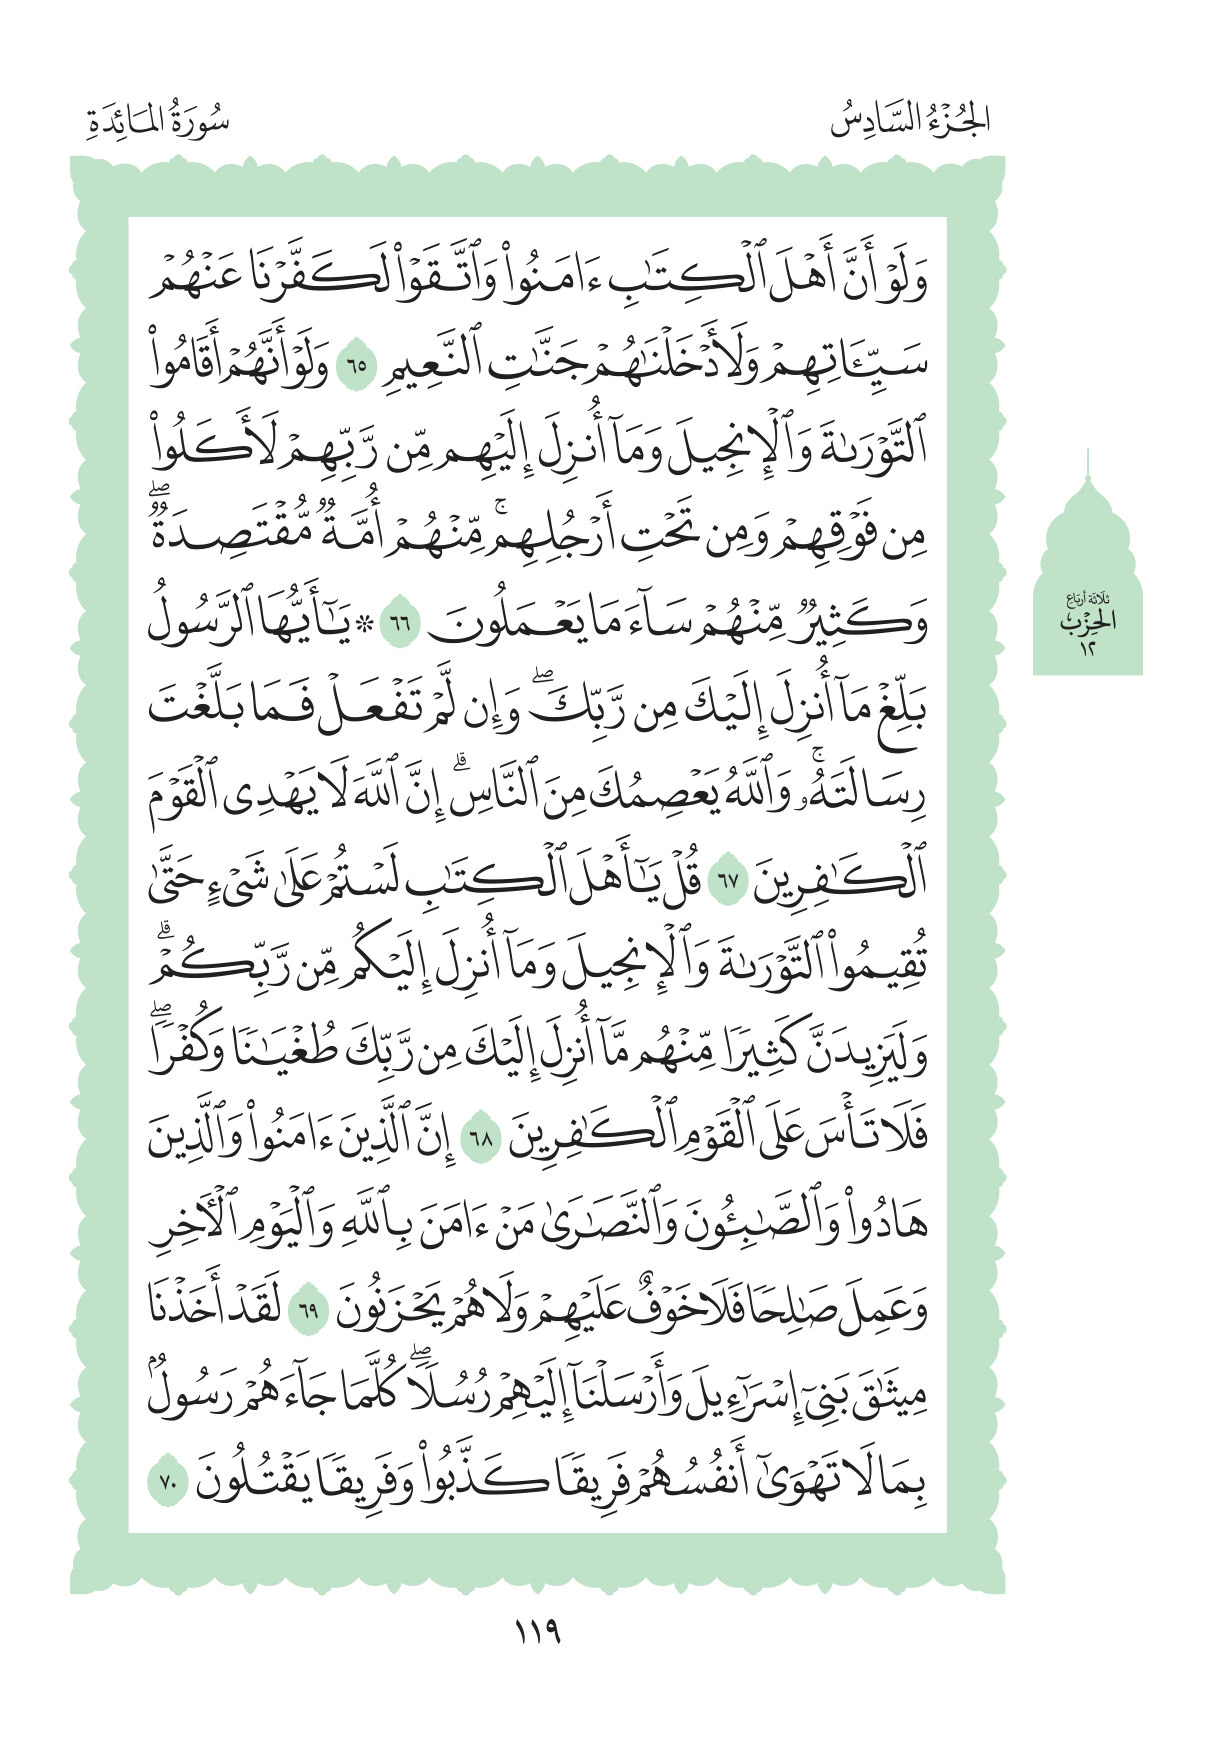 الجُزْءُ السَّادِسُ
سُورَةُ المَائِدَةِ
وَلَوۡ أَنَّ أَهۡلَ ٱلۡكِتَٰبِ ءَامَنُواْ وَٱتَّقَوۡاْ لَكَفَّرۡنَا عَنۡهُمۡ
سَيِّـَٔاتِهِمۡ وَلَأَدۡخَلۡنَٰهُمۡ جَنَّٰتِ ٱلنَّعِيمِ ٦٥ وَلَوۡ أَنَّهُمۡ أَقَامُواْ
ٱلتَّوۡرَىٰةَ وَٱلۡإِنجِيلَ وَمَآ أُنزِلَ إِلَيۡهِم مِّن رَّبِّهِمۡ لَأَكَلُواْ
مِن فَوۡقِهِمۡ وَمِن تَحۡتِ أَرۡجُلِهِمۚ مِّنۡهُمۡ أُمَّةٞ مُّقۡتَصِدَةٞۖ
وَكَثِيرٞ مِّنۡهُمۡ سَآءَ مَا يَعۡمَلُونَ ٦٦ ۞ يَٰٓأَيُّهَا ٱلرَّسُولُ
بَلِّغۡ مَآ أُنزِلَ إِلَيۡكَ مِن رَّبِّكَۖ وَإِن لَّمۡ تَفۡعَلۡ فَمَا بَلَّغۡتَ
رِسَالَتَهُۥۚ وَٱللَّهُ يَعۡصِمُكَ مِنَ ٱلنَّاسِۗ إِنَّ ٱللَّهَ لَا يَهۡدِي ٱلۡقَوۡمَ
ٱلۡكَٰفِرِينَ ٦٧ قُلۡ يَٰٓأَهۡلَ ٱلۡكِتَٰبِ لَسۡتُمۡ عَلَىٰ شَيۡءٍ حَتَّىٰ
تُقِيمُواْ ٱلتَّوۡرَىٰةَ وَٱلۡإِنجِيلَ وَمَآ أُنزِلَ إِلَيۡكُم مِّن رَّبِّكُمۡۗ
وَلَيَزِيدَنَّ كَثِيرٗا مِّنۡهُم مَّآ أُنزِلَ إِلَيۡكَ مِن رَّبِّكَ طُغۡيَٰنٗا وَكُفۡرٗاۖ
فَلَا تَأۡسَ عَلَى ٱلۡقَوۡمِ ٱلۡكَٰفِرِينَ ٦٨ إِنَّ ٱلَّذِينَ ءَامَنُواْ وَٱلَّذِينَ
هَادُواْ وَٱلصَّٰبِـُٔونَ وَٱلنَّصَٰرَىٰ مَنۡ ءَامَنَ بِٱللَّهِ وَٱلۡيَوۡمِ ٱلۡأٓخِرِ
وَعَمِلَ صَٰلِحٗا فَلَا خَوۡفٌ عَلَيۡهِمۡ وَلَا هُمۡ يَحۡزَنُونَ ٦٩ لَقَدۡ أَخَذۡنَا
مِيثَٰقَ بَنِيٓ إِسۡرَٰٓءِيلَ وَأَرۡسَلۡنَآ إِلَيۡهِمۡ رُسُلٗاۖ كُلَّمَا جَآءَهُمۡ رَسُولُۢ
بِمَا لَا تَهۡوَىٰٓ أَنفُسُهُمۡ فَرِيقٗا كَذَّبُواْ وَفَرِيقٗا يَقۡتُلُونَ ٧٠
ثلاثة أرباع
الحِزْب
١٢
١١٩